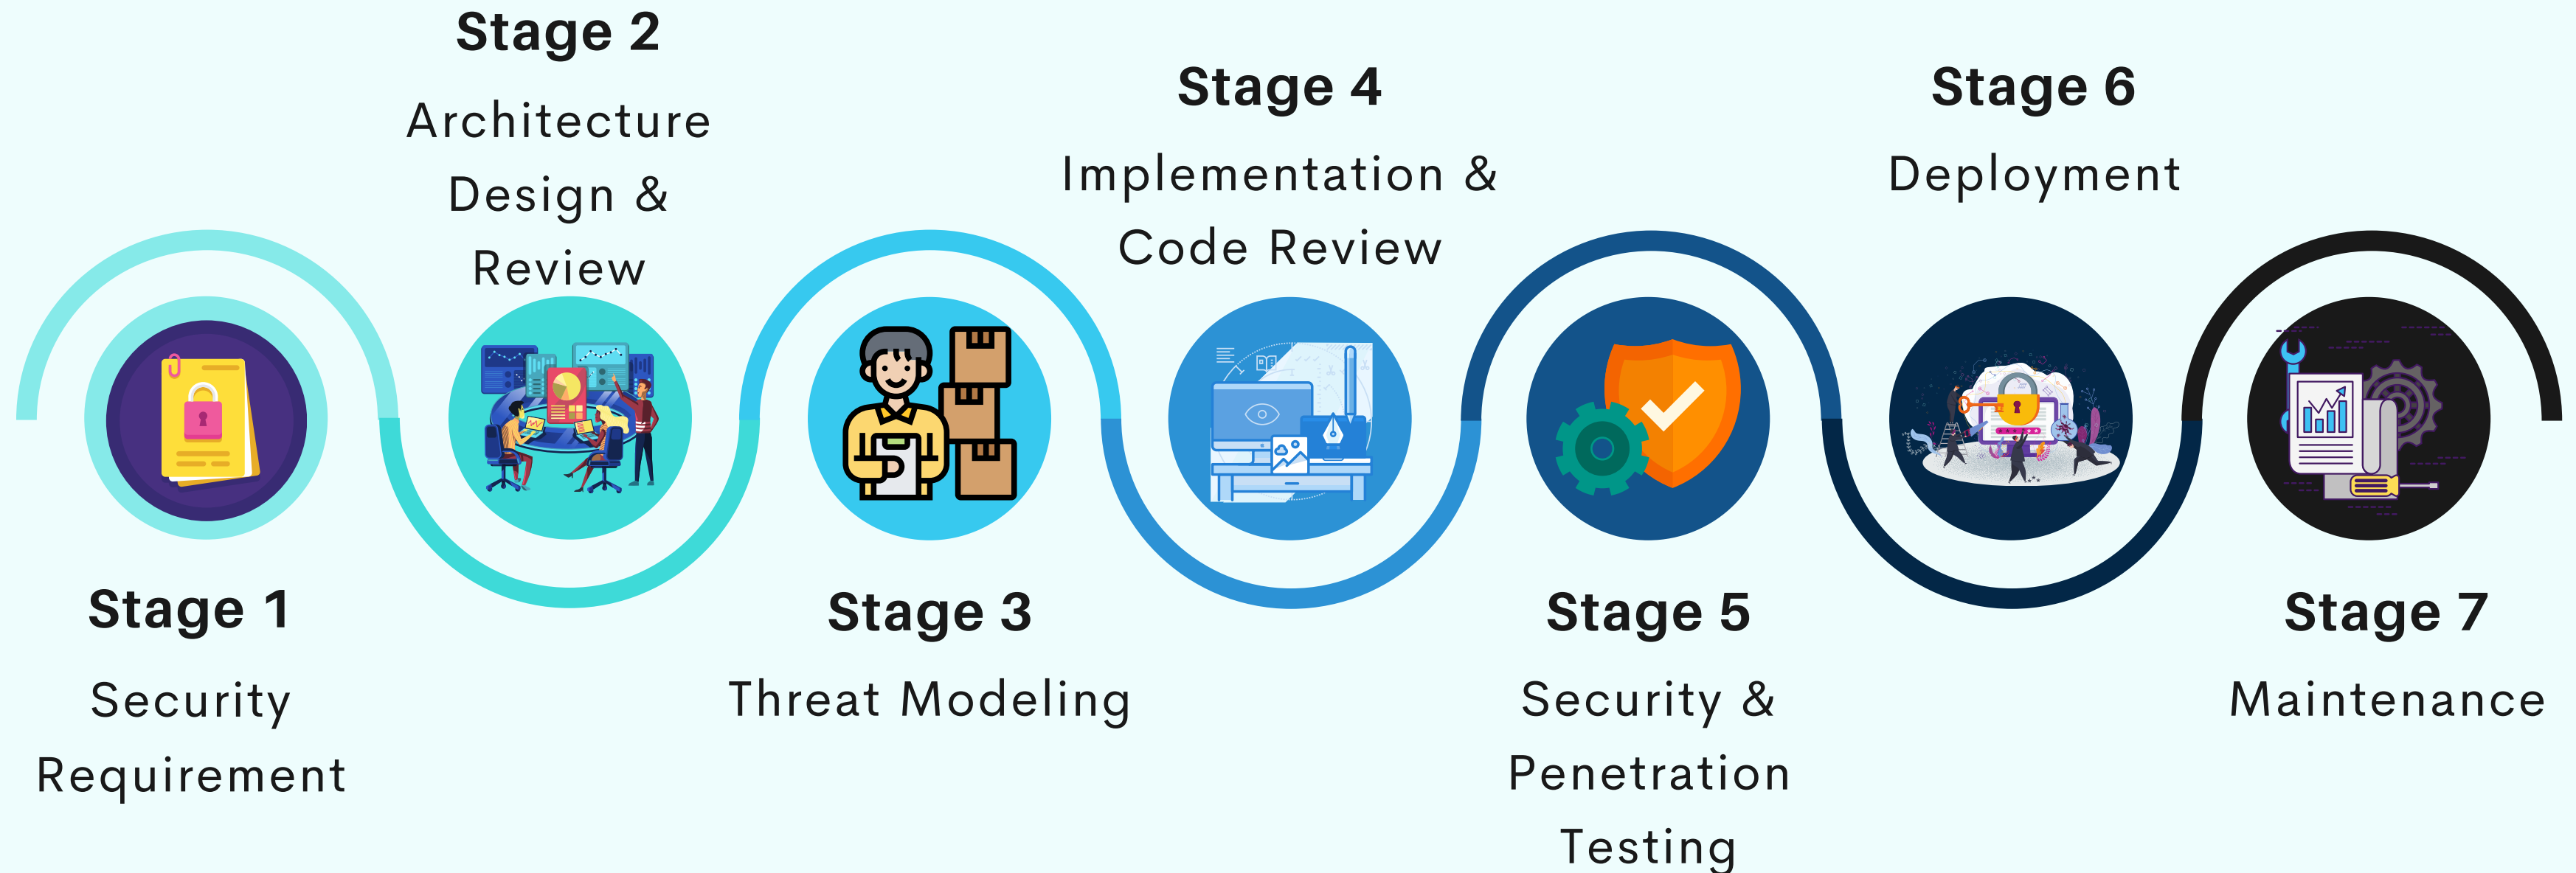 Stage 1
Security
Requirement
Stage 2
Architecture
Design &
Review
Stage 3
Threat Modeling
Stage 4
Implementation &
Code Review
Stage 5
Security &
Penetration
Testing
Stage 6
Deployment
Stage 7
Maintenance